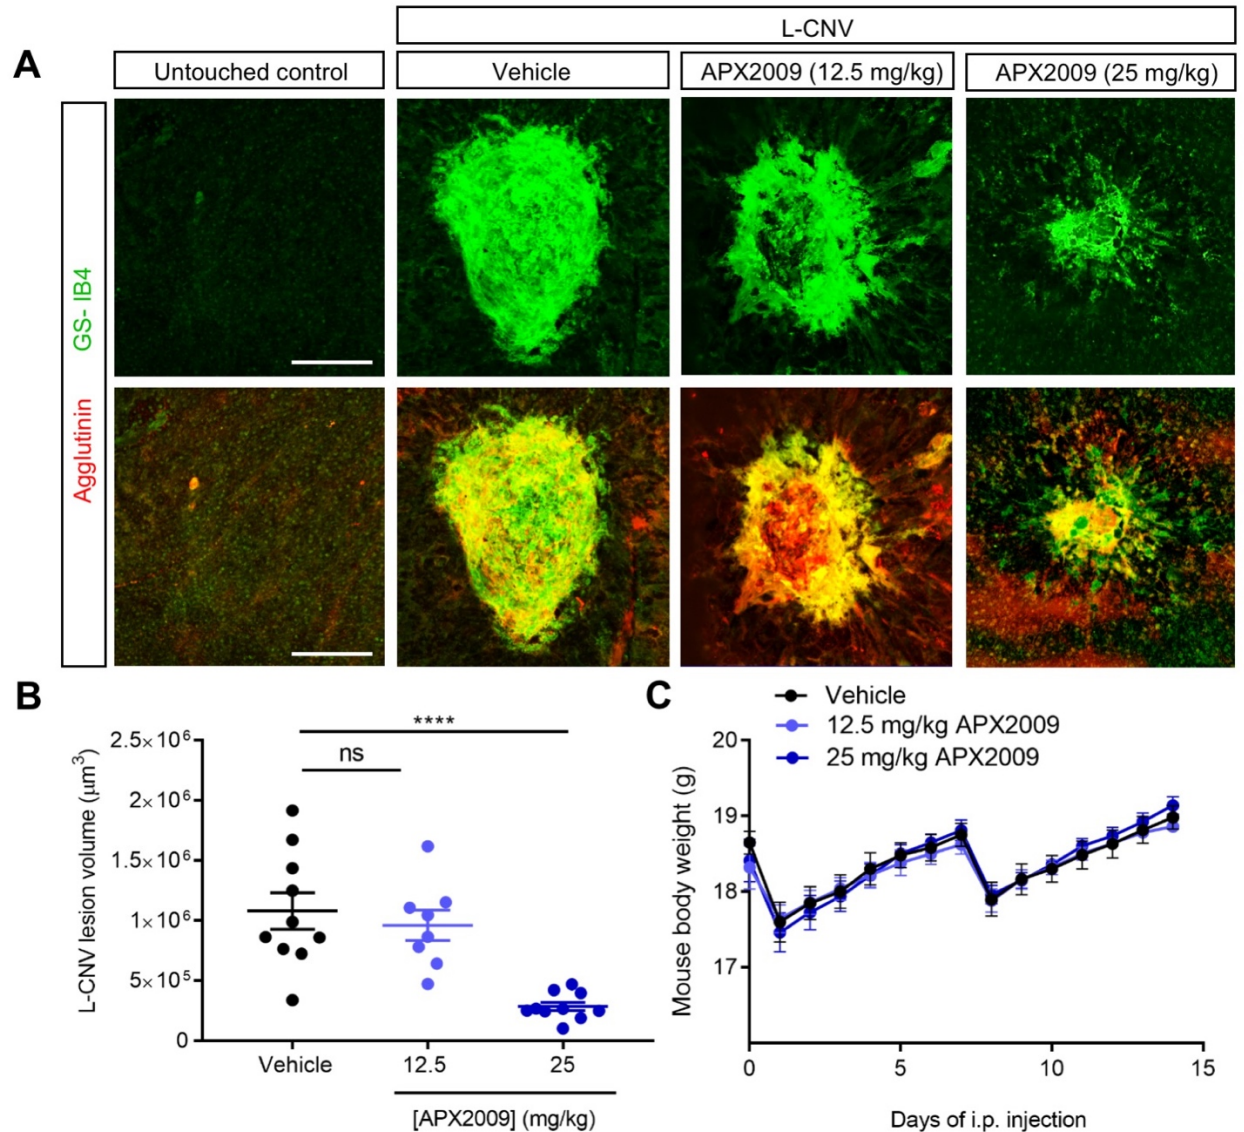 A
L-CNV
Untouched control
Vehicle
APX2009 (12.5 mg/kg)
APX2009 (25 mg/kg)
GS- IB4
Agglutinin
B
****
ns
L-CNV lesion volume (µm³)
2.5×10⁶
2×10⁶
1.5×10⁶
1×10⁶
5×10⁵
0
Vehicle
12.5
25
[APX2009] (mg/kg)
C
Vehicle
12.5 mg/kg APX2009
25 mg/kg APX2009
Mouse body weight (g)
20
19
18
17
0
5
10
15
Days of i.p. injection